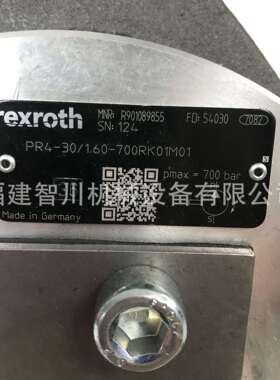 rexroth
MNR: R901089855
FD: 54030
7082
SN: 124
PR4-30/1.60-700RK01M01
pmax = 700 bar
福建智川机械设备有限公司
Made in Germany